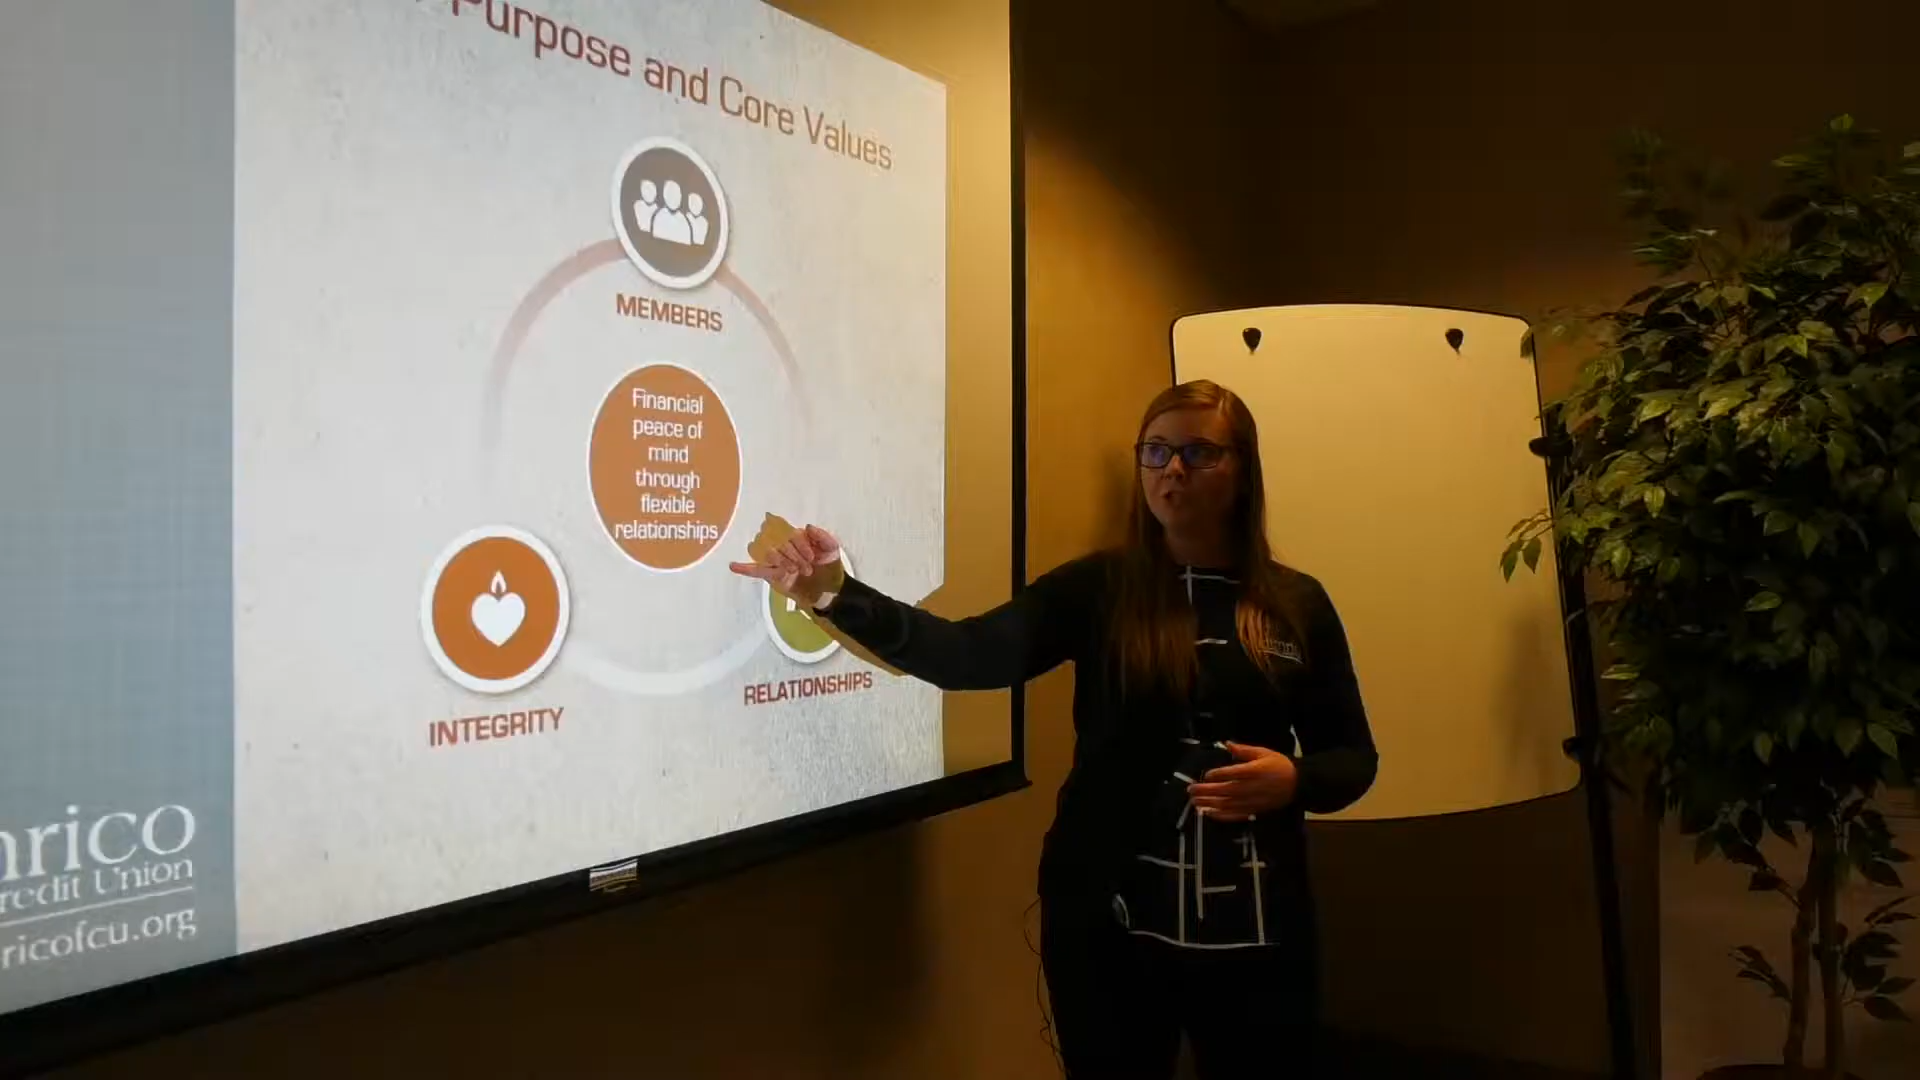 Purpose and Core Values
MEMBERS
Financial
peace of
mind
through
flexible
relationships
INTEGRITY
RELATIONSHIPS
nrico
redit Union
ricofcu.org